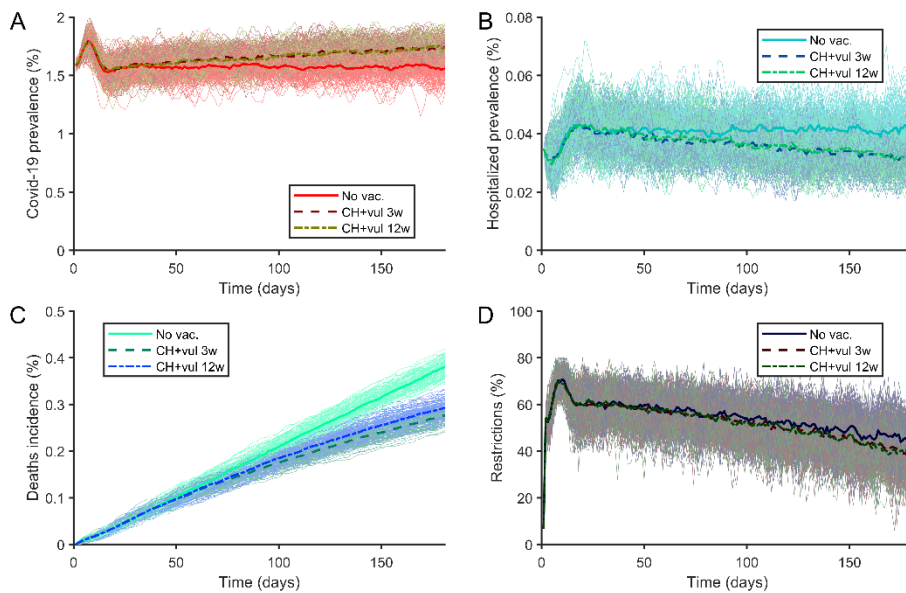 A
Covid-19 prevalence (%)
2
1.5
1
0.5
0
0
50
100
150
Time (days)
No vac.
CH+vul 3w
CH+vul 12w
B
Hospitalized prevalence (%)
0.08
0.06
0.04
0.02
0
0
50
100
150
Time (days)
No vac.
CH+vul 3w
CH+vul 12w
C
Deaths incidence (%)
0.5
0.4
0.3
0.2
0.1
0
0
50
100
150
Time (days)
No vac.
CH+vul 3w
CH+vul 12w
D
Restrictions (%)
100
80
60
40
20
0
0
50
100
150
Time (days)
No vac.
CH+vul 3w
CH+vul 12w